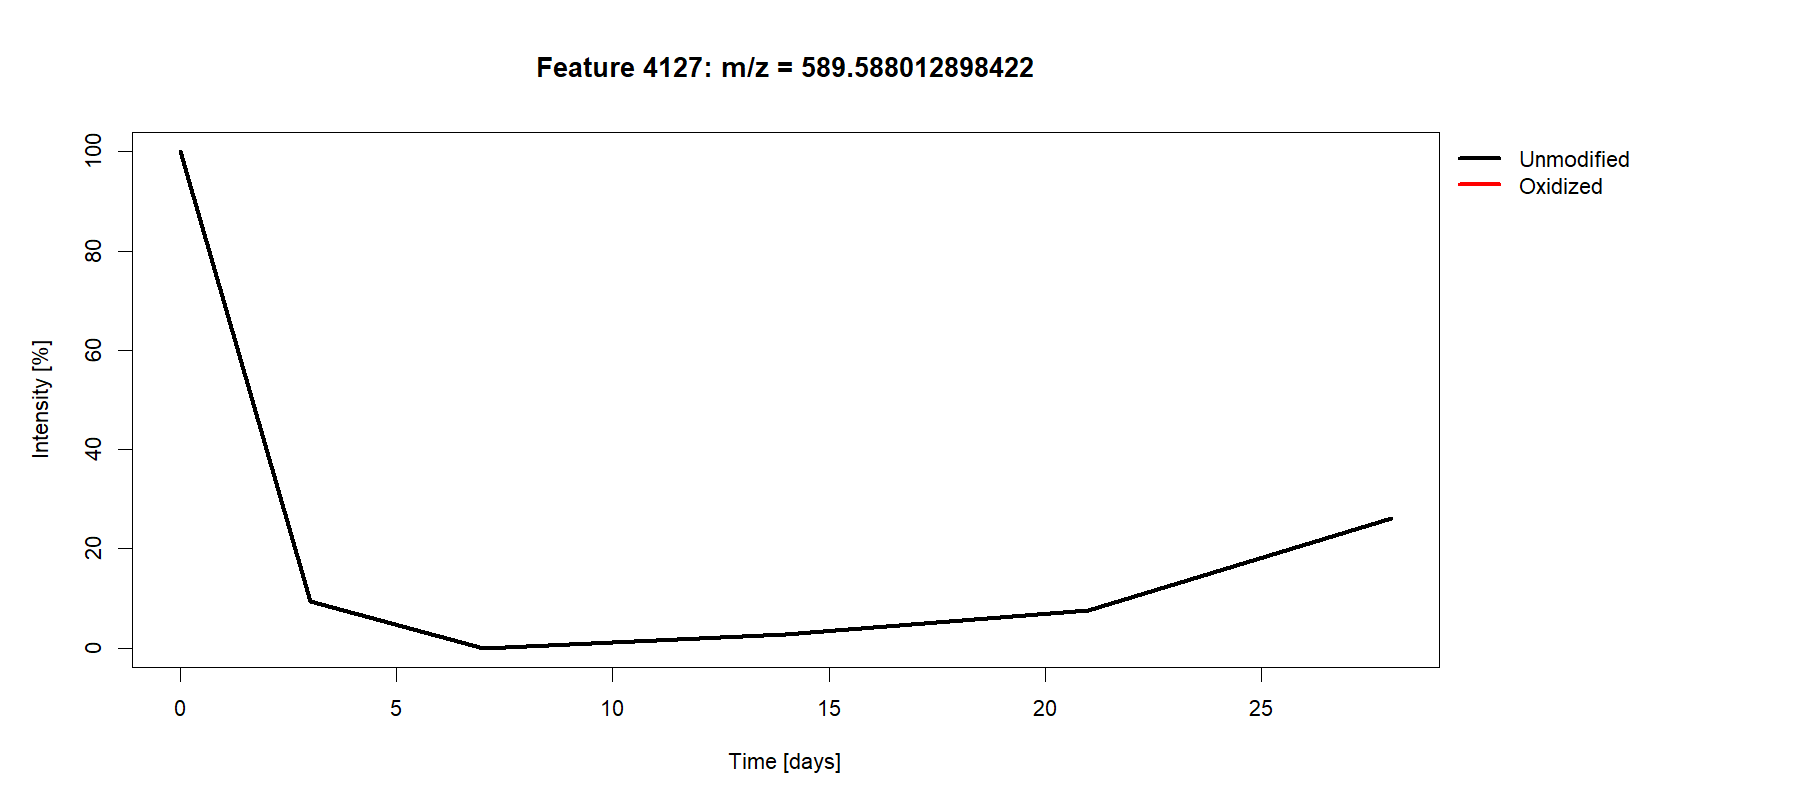 Feature 4127: m/z = 589.588012898422
Unmodified
Oxidized
Intensity [%]
100
80
60
40
20
0
0 5 10 15 20 25
Time [days]